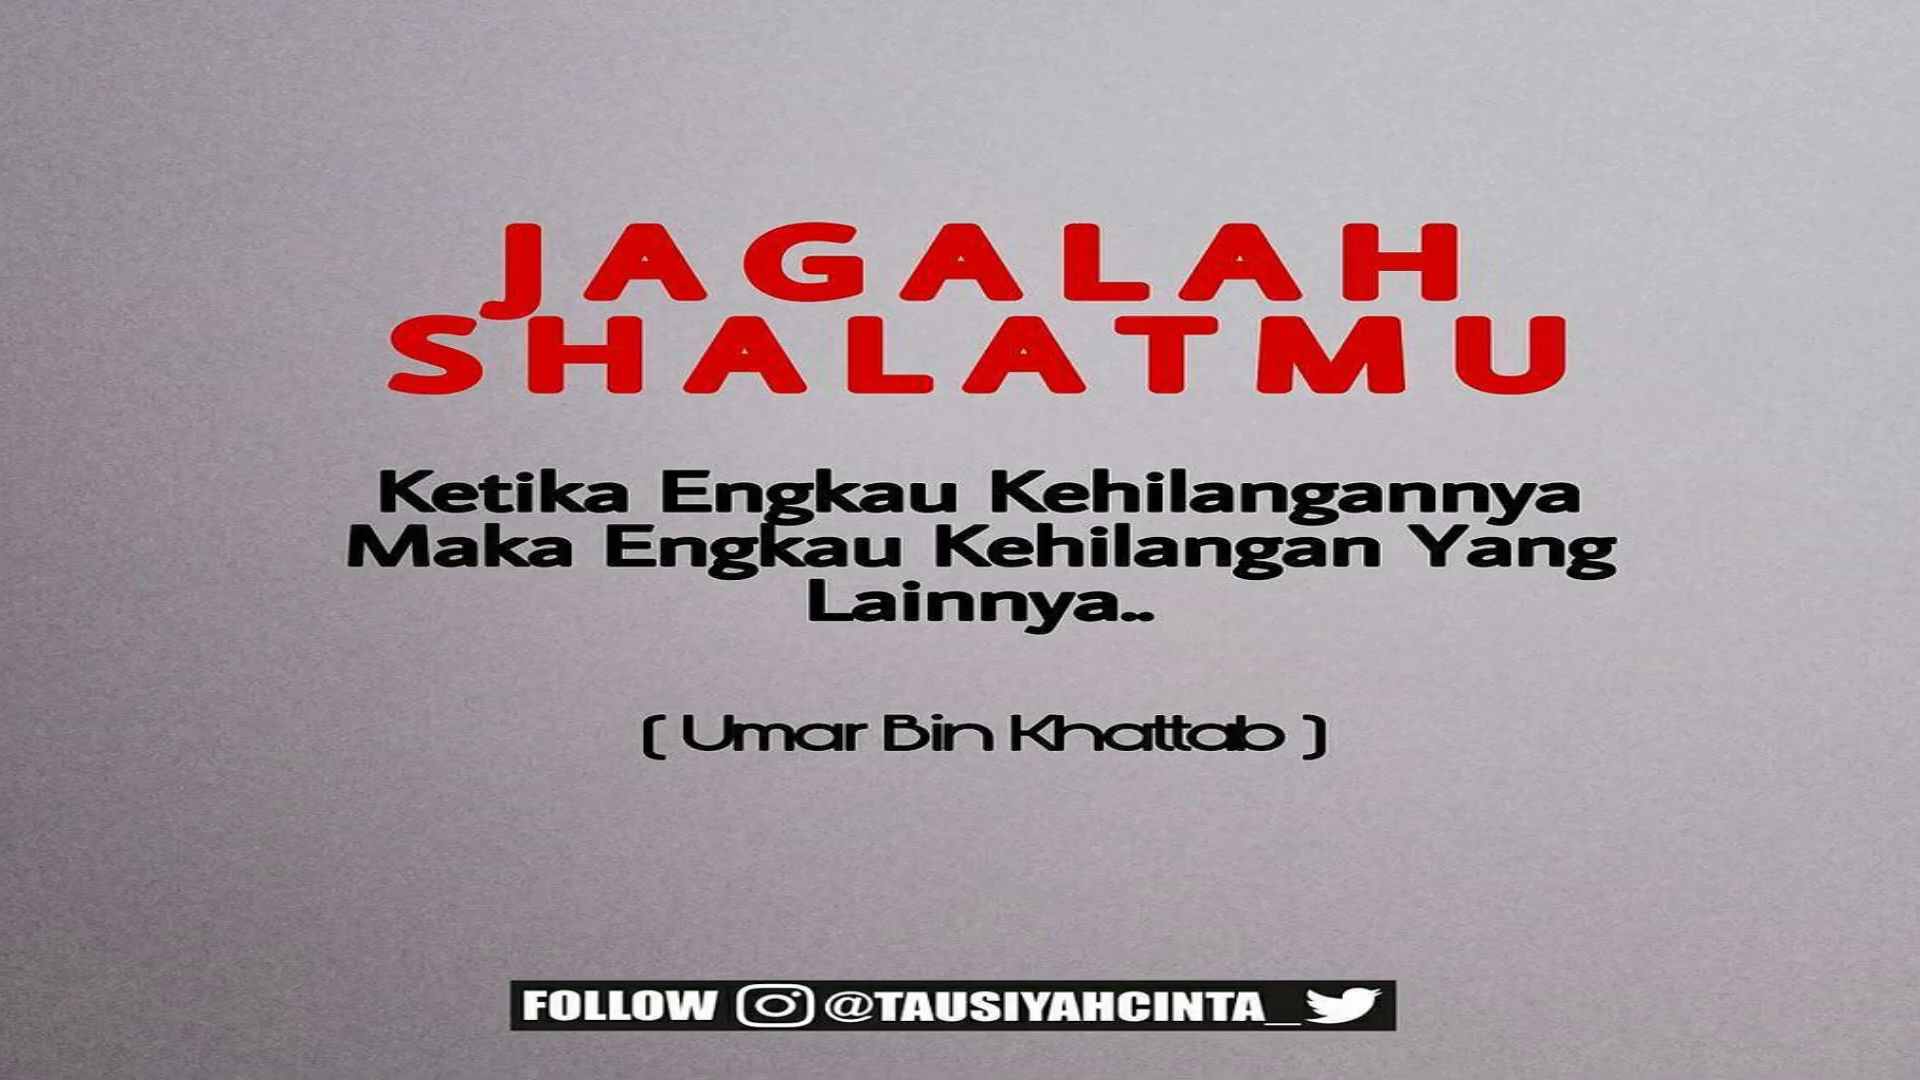 JAGALAH
SHALATMU
Ketika Engkau Kehilangannya
Maka Engkau Kehilangan Yang
Lainnya..
( Umar Bin Khattab )
FOLLOW @TAUSIYAHCINTA_